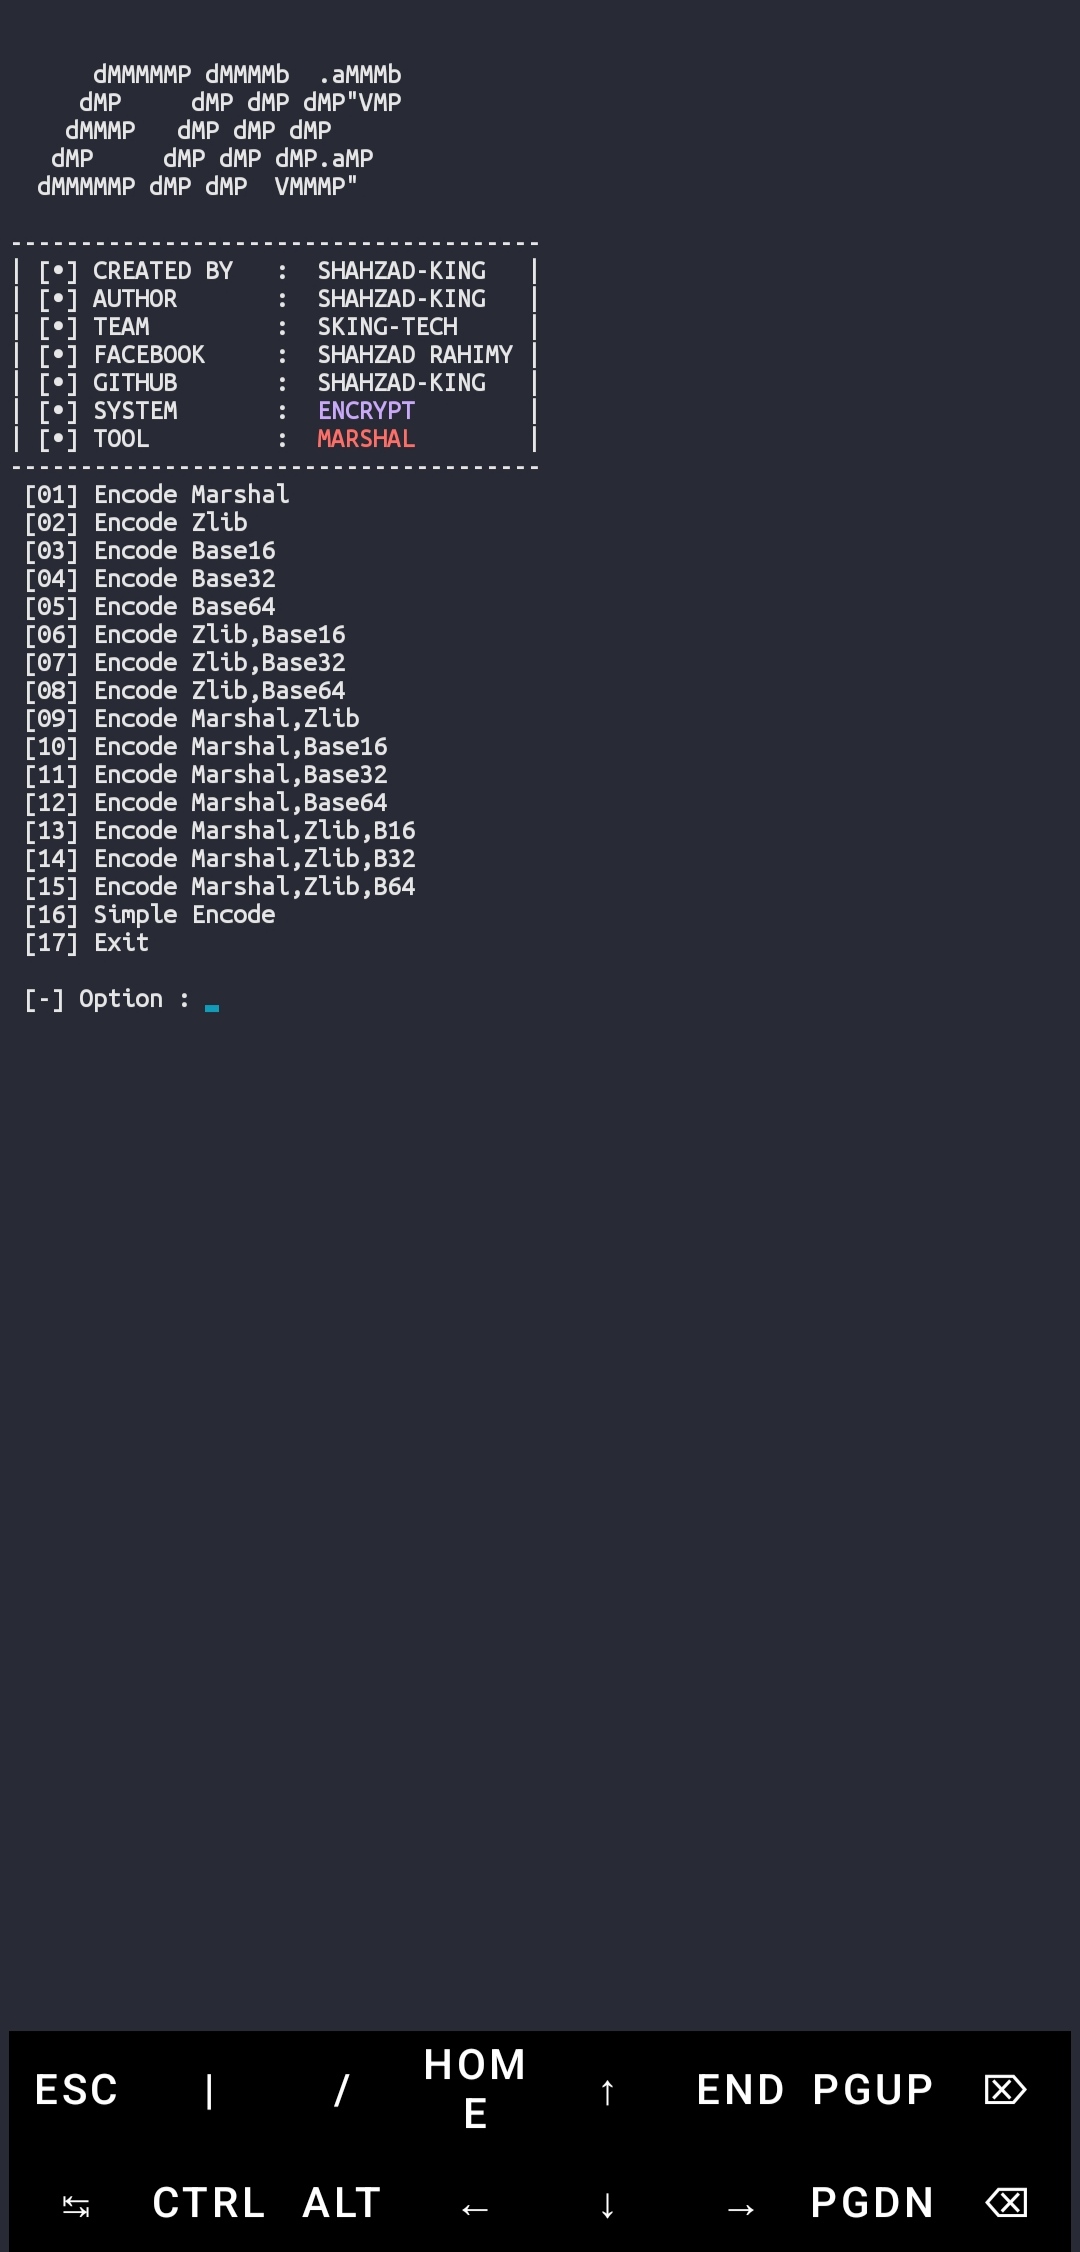 dMMMMMP dMMMMb  .aMMMb
    dMP     dMP dMP dMP"VMP
   dMMMP   dMP dMP dMP
  dMP     dMP dMP dMP.aMP
 dMMMMMP dMP dMP  VMMMP"
--------------------------------------
| [•] CREATED BY   :  SHAHZAD-KING   |
| [•] AUTHOR       :  SHAHZAD-KING   |
| [•] TEAM         :  SKING-TECH     |
| [•] FACEBOOK     :  SHAHZAD RAHIMY |
| [•] GITHUB       :  SHAHZAD-KING   |
| [•] SYSTEM       :  ENCRYPT        |
| [•] TOOL         :  MARSHAL        |
--------------------------------------
[01] Encode Marshal
[02] Encode Zlib
[03] Encode Base16
[04] Encode Base32
[05] Encode Base64
[06] Encode Zlib,Base16
[07] Encode Zlib,Base32
[08] Encode Zlib,Base64
[09] Encode Marshal,Zlib
[10] Encode Marshal,Base16
[11] Encode Marshal,Base32
[12] Encode Marshal,Base64
[13] Encode Marshal,Zlib,B16
[14] Encode Marshal,Zlib,B32
[15] Encode Marshal,Zlib,B64
[16] Simple Encode
[17] Exit
[-] Option :
ESC | / HOME ↑ END PGUP ⌦
↹ CTRL ALT ← ↓ → PGDN ⌫